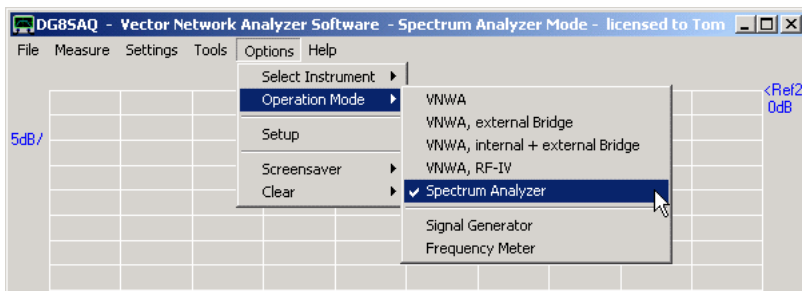 DG8SAQ - Vector Network Analyzer Software - Spectrum Analyzer Mode - licensed to Tom
File Measure Settings Tools Options Help
Select Instrument
Operation Mode
Setup
Screensaver
Clear
VNWA
VNWA, external Bridge
VNWA, internal + external Bridge
VNWA, RF-IV
Spectrum Analyzer
Signal Generator
Frequency Meter
5dB/
<Ref2
0dB